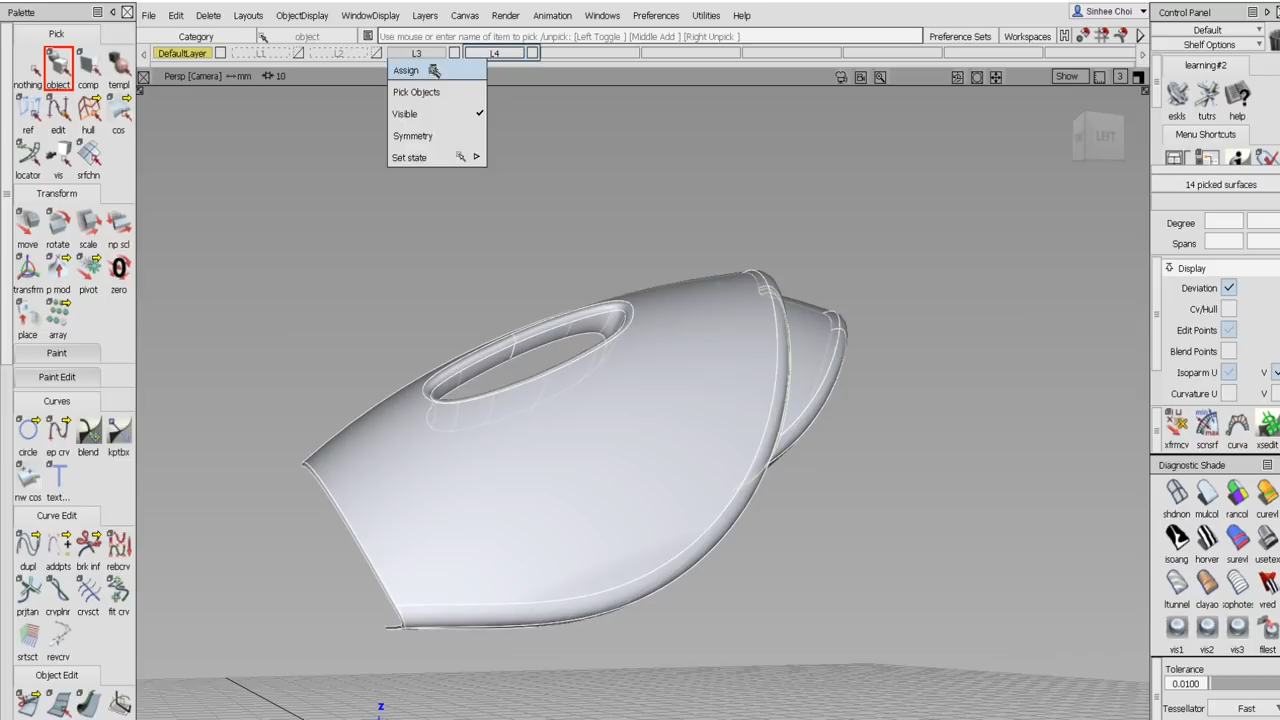 Palette
File Edit Delete Layouts ObjectDisplay WindowDisplay Layers Canvas Render Animation Windows Preferences Utilities Help
Sinhee Choi
Control Panel
Default
Shelf Options
Pick
Category object Use mouse or enter name of item to pick /unpick: [Left Toggle ] [Middle Add ] [Right Unpick ] Preference Sets Workspaces
DefaultLayer L1 L2 L3 L4
Persp [Camera] mm 10 Show 3
Assign
Pick Objects
Visible
Symmetry
Set state
LEFT
nothing object comp templ
ref edit hull cos
locator vis srfchn
Transform
move rotate scale np scl
transfrm p mod pivot zero
place array
Paint
Paint Edit
Curves
circle ep crv blend kptbx
nw cos text...
Curve Edit
dupl addpts brk inf rebcrv
prjtan crvplnr crvsct fit crv
srtsct revcrv
Object Edit
z
learning#2
eskls tutrs help
Menu Shortcuts
14 picked surfaces
Degree
Spans
Display
Deviation
Cv/Hull
Edit Points
Blend Points
Isoparm U V
Curvature U V
xfrmcv scnsrf curva xsedit
Diagnostic Shade
shdnon mulcol rancol curevl
isoang horver surevl usetex
ltunnel clayao sophotes vred
vis1 vis2 vis3 filest
Tolerance
0.0100
Tessellator Fast